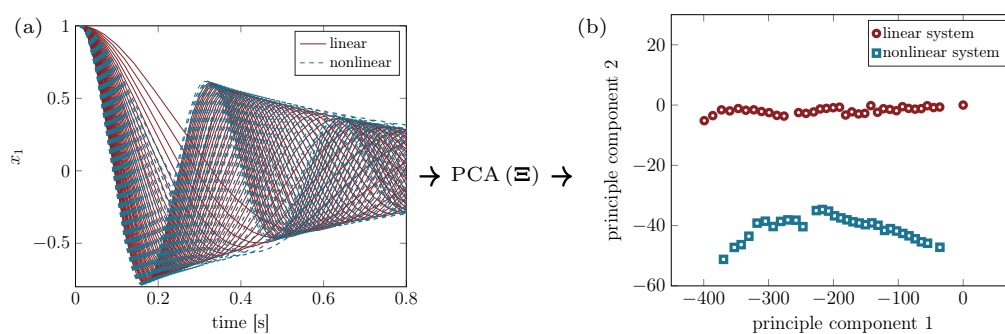 (a)
1
0.5
0
−0.5
x₁
linear
nonlinear
0
0.2
0.4
0.6
0.8
time [s]
PCA (Ξ)
(b)
20
0
−20
−40
−60
principle component 2
linear system
nonlinear system
−400
−300
−200
−100
0
principle component 1